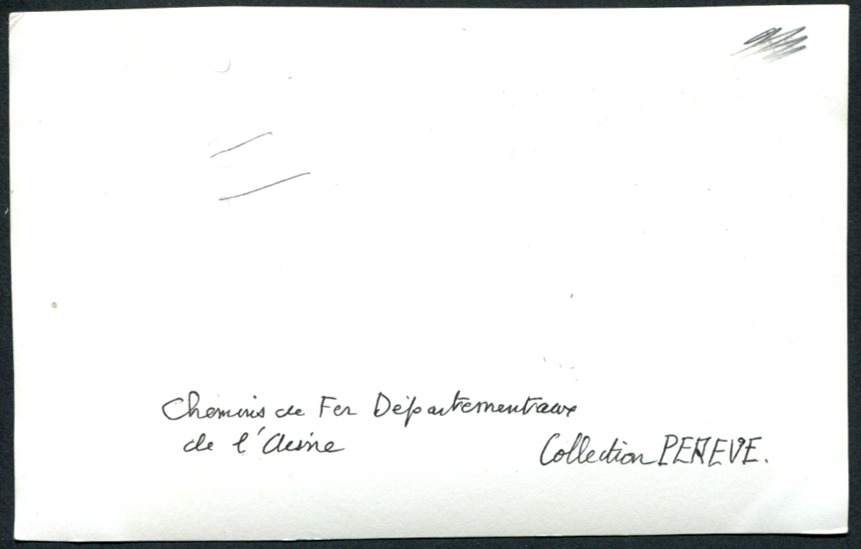 Chemins de Fer Départementaux
de l'Aisne
Collection PEREVE.